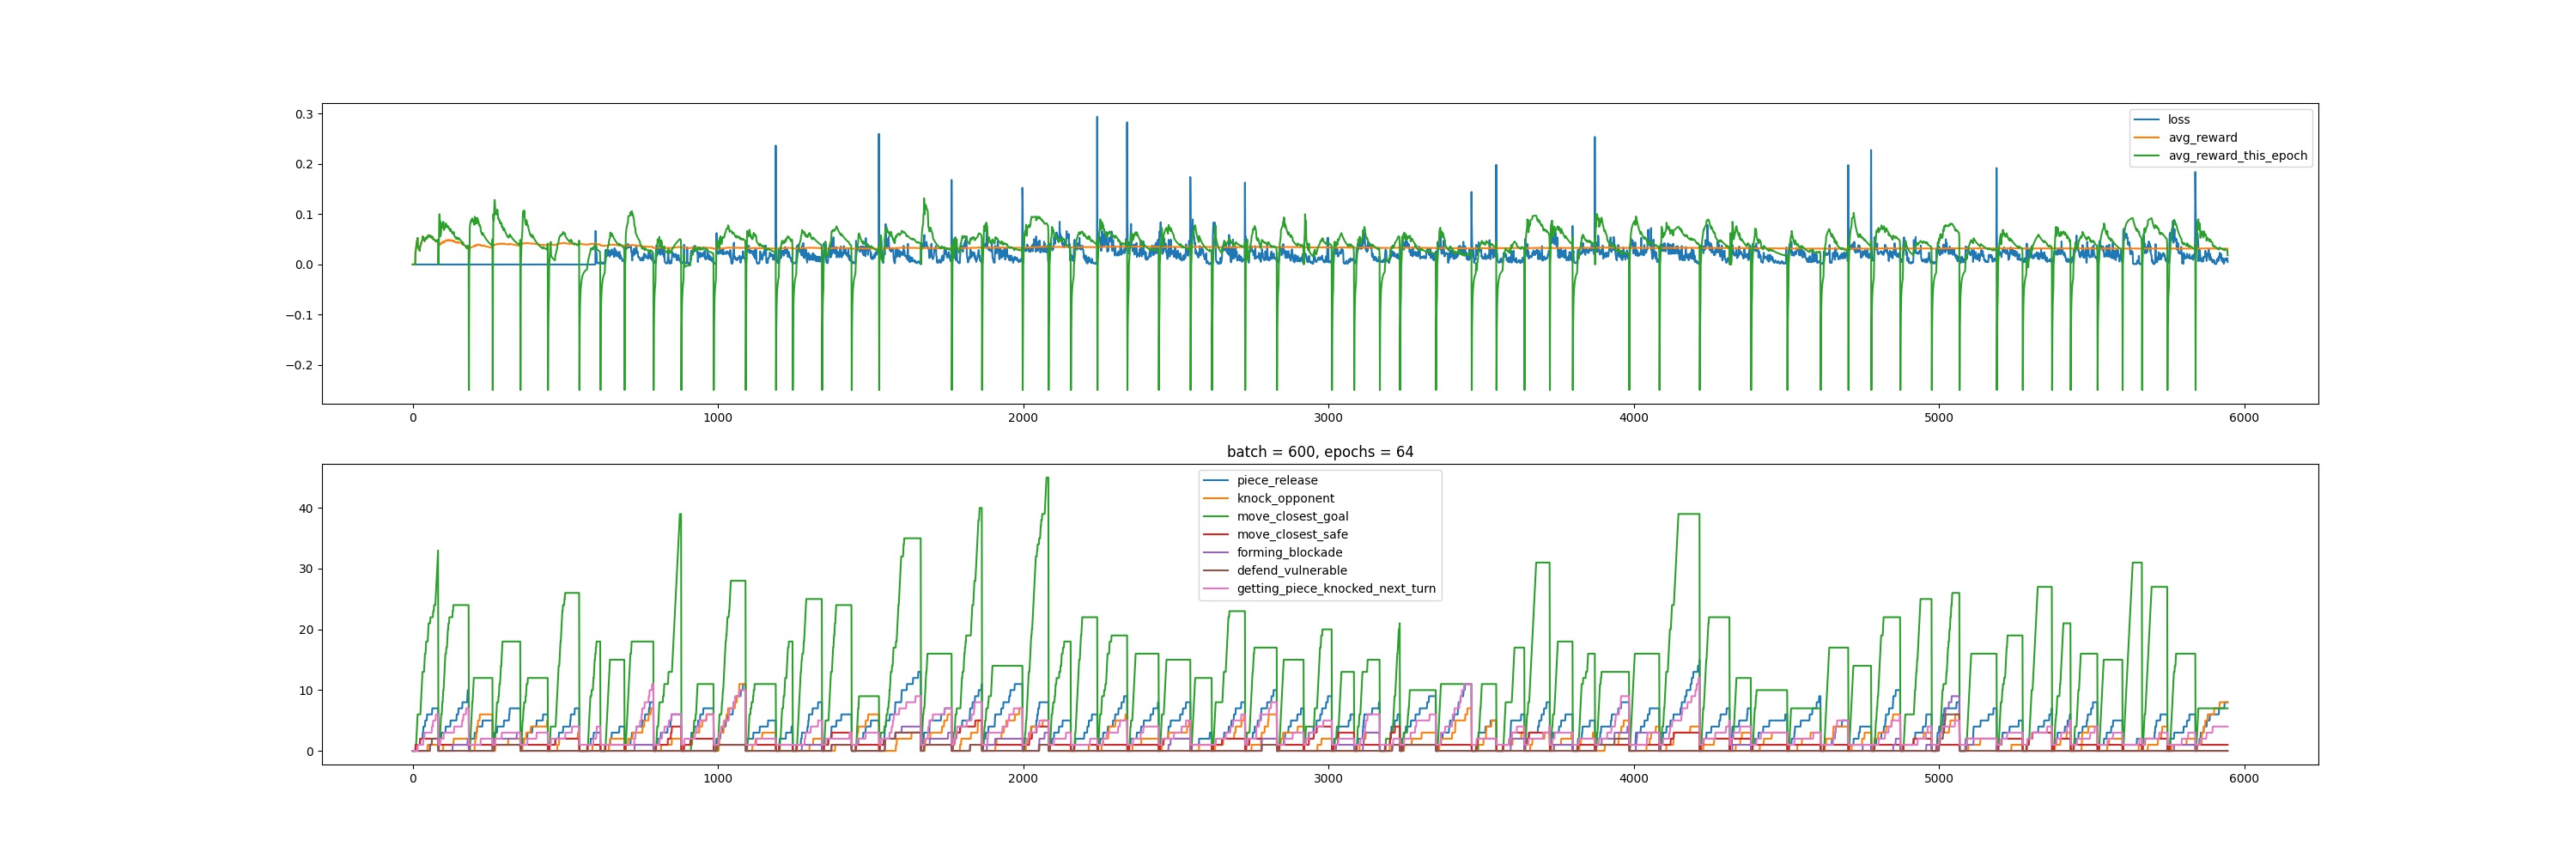 0.3
0.2
0.1
0.0
−0.1
−0.2
loss
avg_reward
avg_reward_this_epoch
0 1000 2000 3000 4000 5000 6000
batch = 600, epochs = 64
40
30
20
10
0
piece_release
knock_opponent
move_closest_goal
move_closest_safe
forming_blockade
defend_vulnerable
getting_piece_knocked_next_turn
0 1000 2000 3000 4000 5000 6000